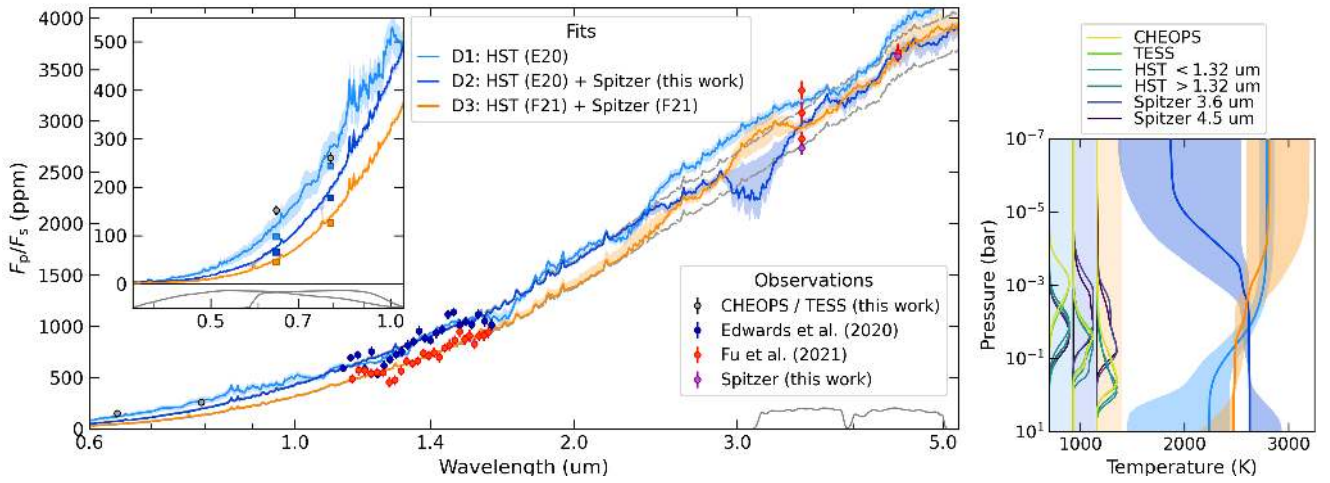 4000
3500
4000
2500
2000
1500
1000
500
0
Fp/Fs (ppm)
500
400
300
200
100
0
0.5
0.7
1.0
Fits
D1: HST (E20)
D2: HST (E20) + Spitzer (this work)
D3: HST (F21) + Spitzer (F21)
Observations
CHEOPS / TESS (this work)
Edwards et al. (2020)
Fu et al. (2021)
Spitzer (this work)
0.6
1.0
1.4
2.0
3.0
5.0
Wavelength (um)
CHEOPS
TESS
HST < 1.32 um
HST > 1.32 um
Spitzer 3.6 um
Spitzer 4.5 um
10⁻⁷
10⁻⁵
10⁻³
10⁻¹
10¹
Pressure (bar)
1000
2000
3000
Temperature (K)